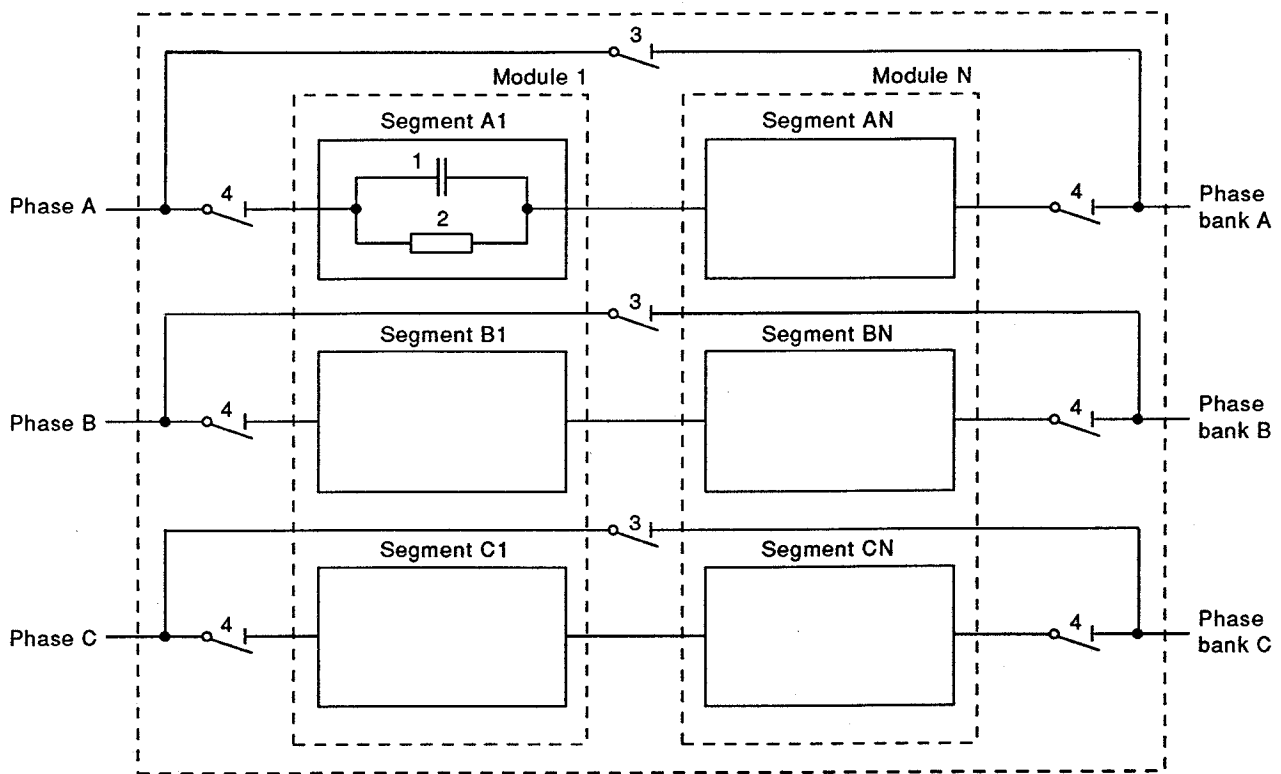 3
Module 1
Module N
Segment A1
Segment AN
1
2
Phase A
4
4
Phase
bank A
3
Segment B1
Segment BN
Phase B
4
4
Phase
bank B
3
Segment C1
Segment CN
Phase C
4
4
Phase
bank C